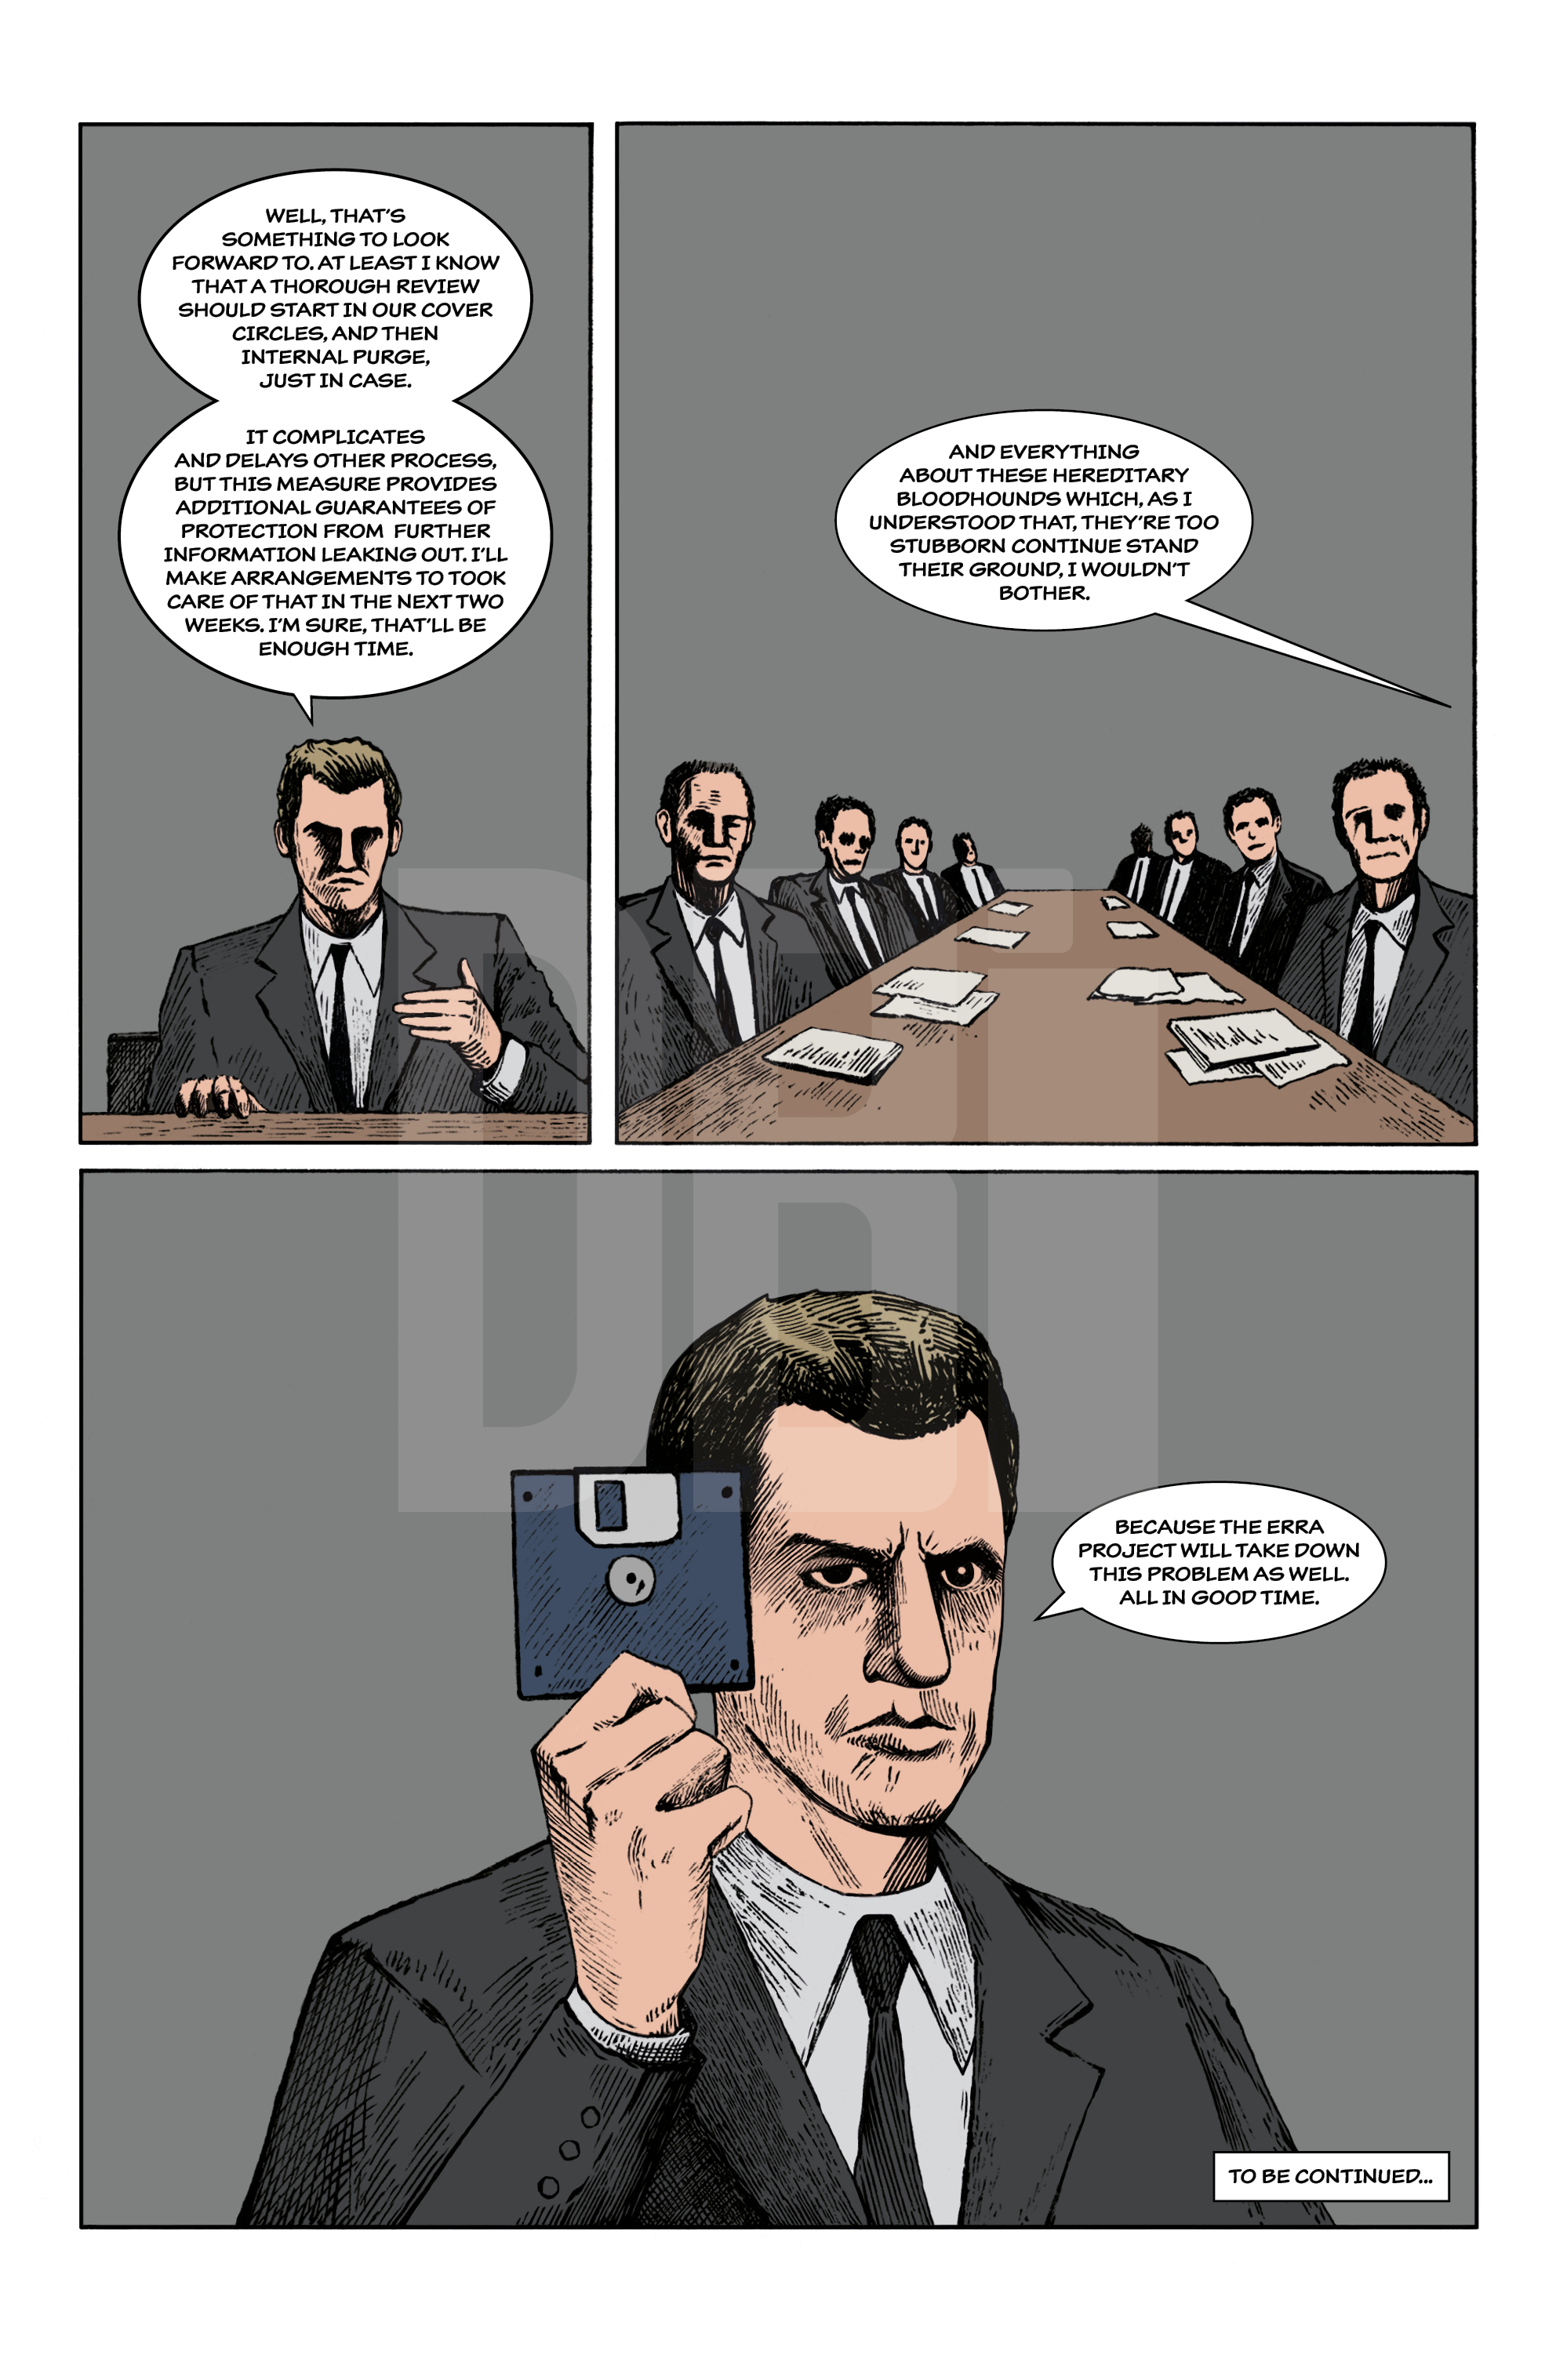 WELL, THAT'S
SOMETHING TO LOOK
FORWARD TO. AT LEAST I KNOW
THAT A THOROUGH REVIEW
SHOULD START IN OUR COVER
CIRCLES, AND THEN
INTERNAL PURGE,
JUST IN CASE.
IT COMPLICATES
AND DELAYS OTHER PROCESS,
BUT THIS MEASURE PROVIDES
ADDITIONAL GUARANTEES OF
PROTECTION FROM FURTHER
INFORMATION LEAKING OUT. I'LL
MAKE ARRANGEMENTS TO TOOK
CARE OF THAT IN THE NEXT TWO
WEEKS. I'M SURE, THAT'LL BE
ENOUGH TIME.
AND EVERYTHING
ABOUT THESE HEREDITARY
BLOODHOUNDS WHICH, AS I
UNDERSTOOD THAT, THEY'RE TOO
STUBBORN CONTINUE STAND
THEIR GROUND, I WOULDN'T
BOTHER.
BECAUSE THE ERRA
PROJECT WILL TAKE DOWN
THIS PROBLEM AS WELL.
ALL IN GOOD TIME.
TO BE CONTINUED...